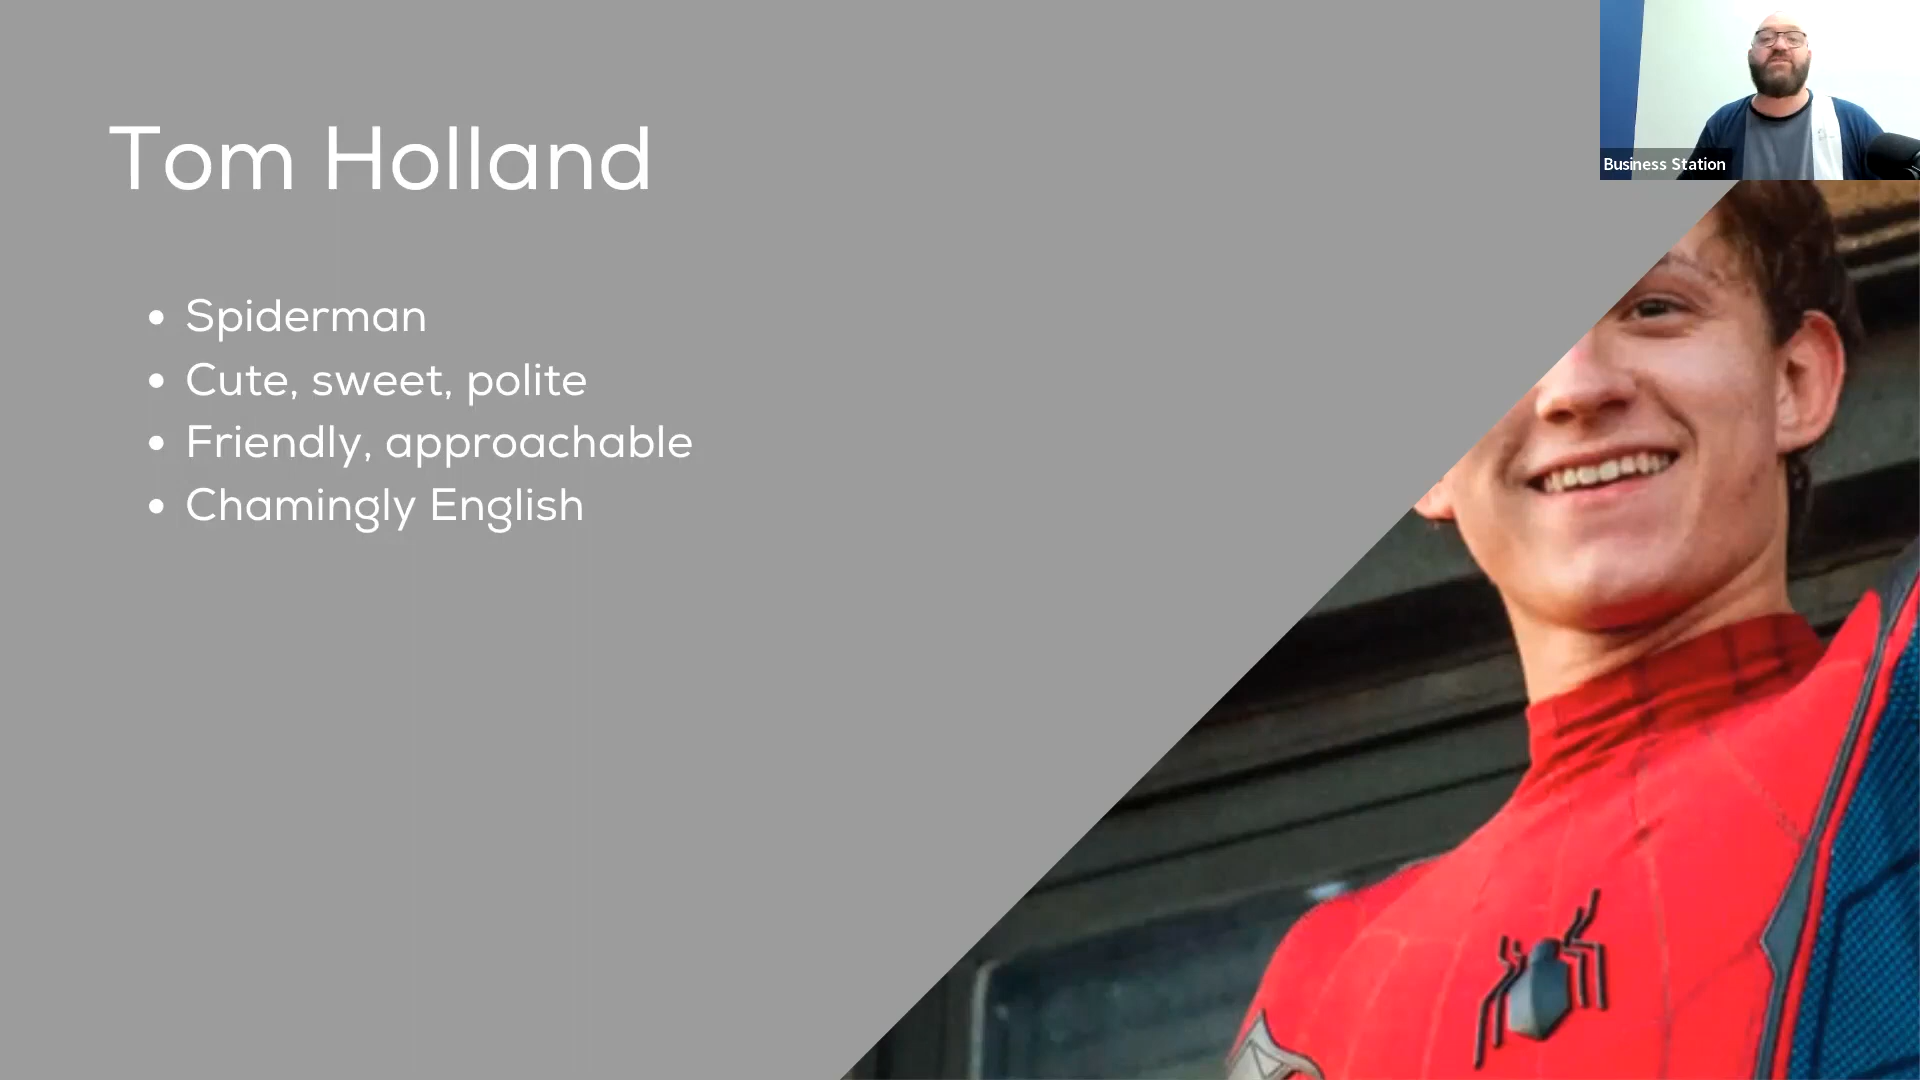 Tom Holland
Business Station
Spiderman
Cute, sweet, polite
Friendly, approachable
Chamingly English